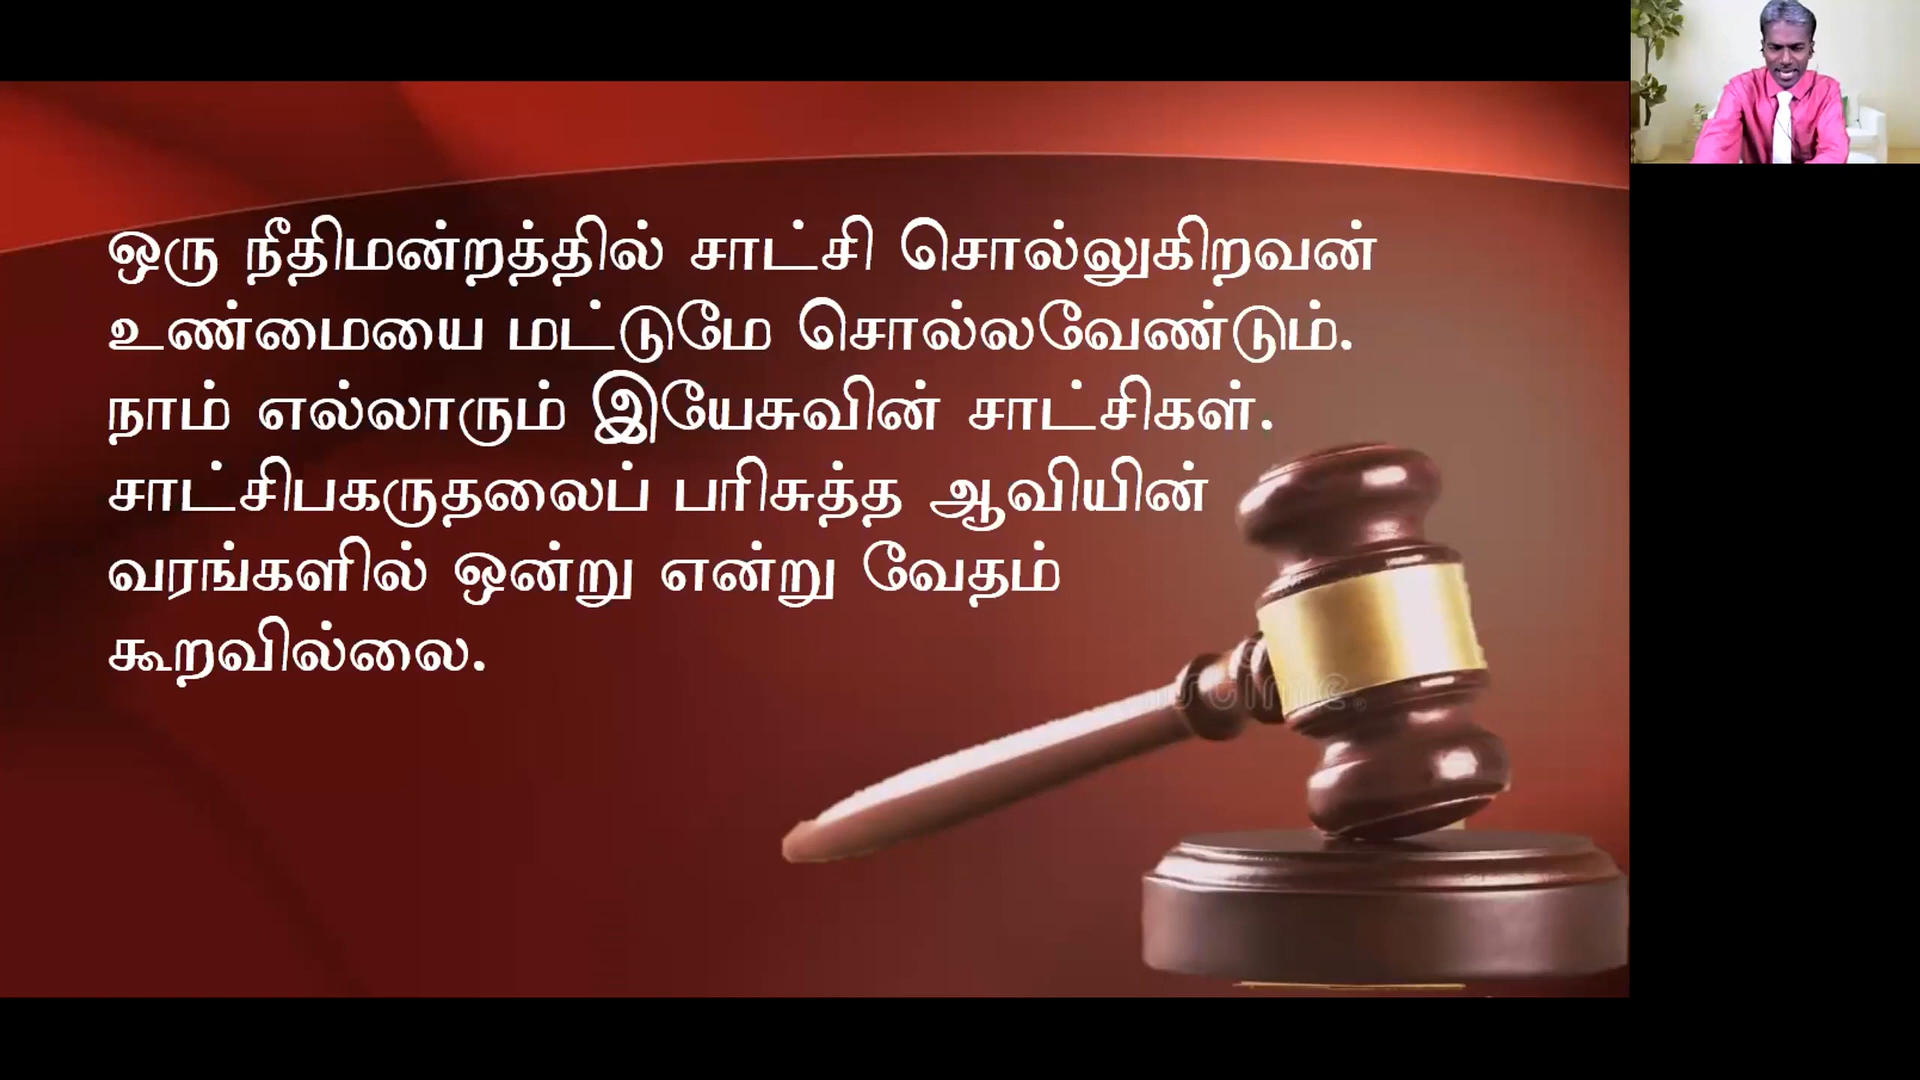 ஒரு நீதிமன்றத்தில் சாட்சி சொல்லுகிறவன்
உண்மையை மட்டுமே சொல்லவேண்டும்.
நாம் எல்லாரும் இயேசுவின் சாட்சிகள்.
சாட்சிபகருதலைப் பரிசுத்த ஆவியின்
வரங்களில் ஒன்று என்று வேதம்
கூறவில்லை.